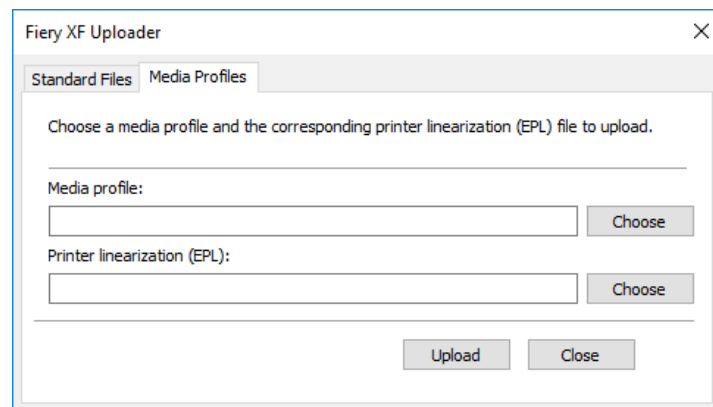 Fiery XF Uploader
Standard Files
Media Profiles
Choose a media profile and the corresponding printer linearization (EPL) file to upload.
Media profile:
Choose
Printer linearization (EPL):
Choose
Upload
Close